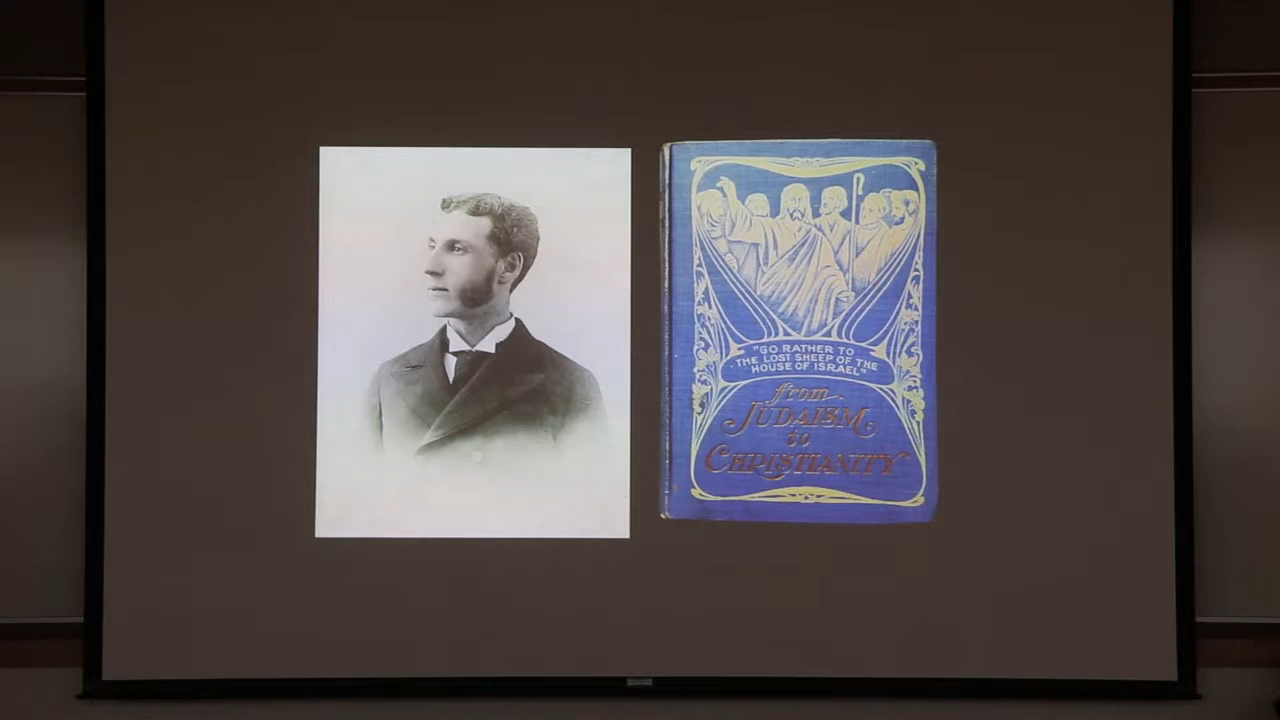 "GO RATHER TO
THE LOST SHEEP OF THE
HOUSE OF ISRAEL"
from
JUDAISM
to
CHRISTIANITY